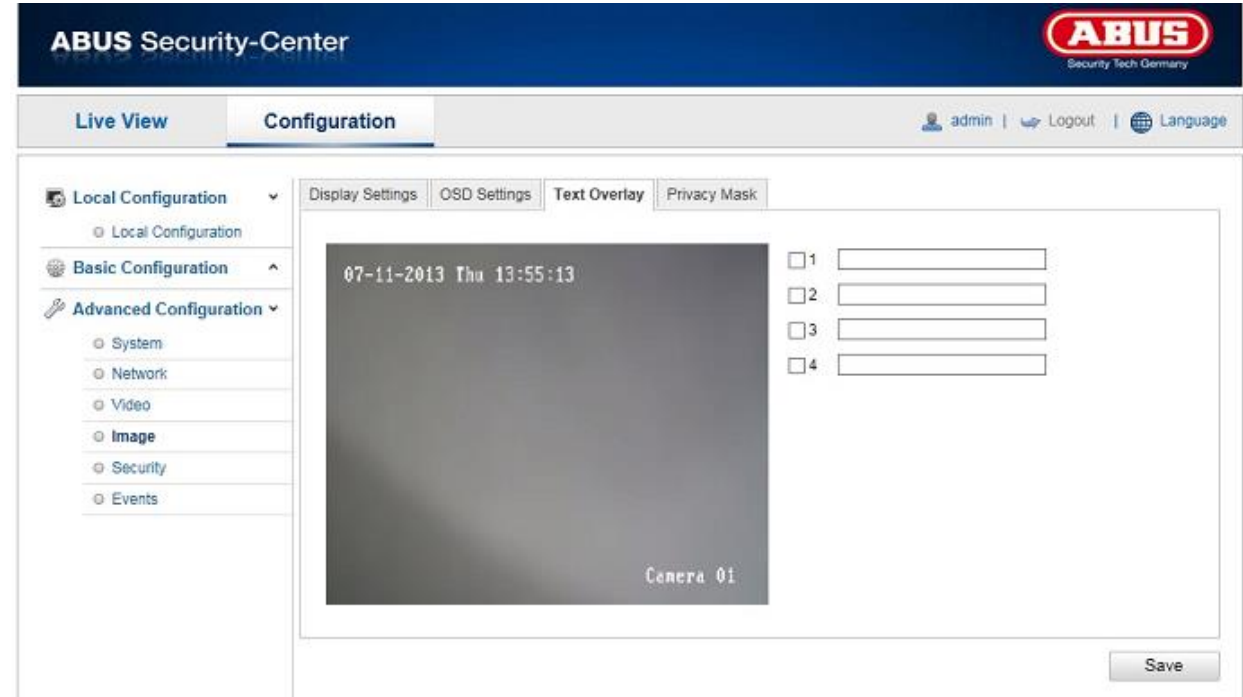 ABUS Security-Center
ABUS
Security Tech Germany
Live View Configuration admin | Logout | Language
Local Configuration
Local Configuration
Basic Configuration
Advanced Configuration
System
Network
Video
Image
Security
Events
Display Settings OSD Settings Text Overlay Privacy Mask
07-11-2013 Thu 13:55:13
Camera 01
1
2
3
4
Save